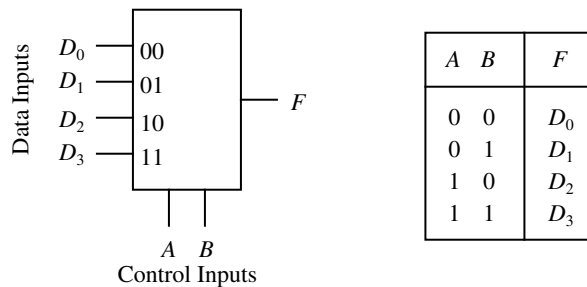 Data Inputs
D₀ 00
D₁ 01
D₂ 10
D₃ 11
F
A B
Control Inputs
A B F
0 0 D₀
0 1 D₁
1 0 D₂
1 1 D₃